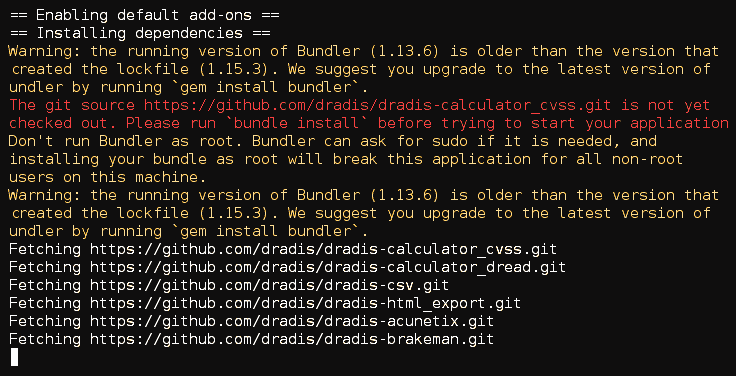 == Enabling default add-ons ==
== Installing dependencies ==
Warning: the running version of Bundler (1.13.6) is older than the version that
created the lockfile (1.15.3). We suggest you upgrade to the latest version of
undler by running `gem install bundler`.
The git source https://github.com/dradis/dradis-calculator_cvss.git is not yet
checked out. Please run `bundle install` before trying to start your application
Don't run Bundler as root. Bundler can ask for sudo if it is needed, and
installing your bundle as root will break this application for all non-root
users on this machine.
Warning: the running version of Bundler (1.13.6) is older than the version that
created the lockfile (1.15.3). We suggest you upgrade to the latest version of
undler by running `gem install bundler`.
Fetching https://github.com/dradis/dradis-calculator_cvss.git
Fetching https://github.com/dradis/dradis-calculator_dread.git
Fetching https://github.com/dradis/dradis-csv.git
Fetching https://github.com/dradis/dradis-html_export.git
Fetching https://github.com/dradis/dradis-acunetix.git
Fetching https://github.com/dradis/dradis-brakeman.git